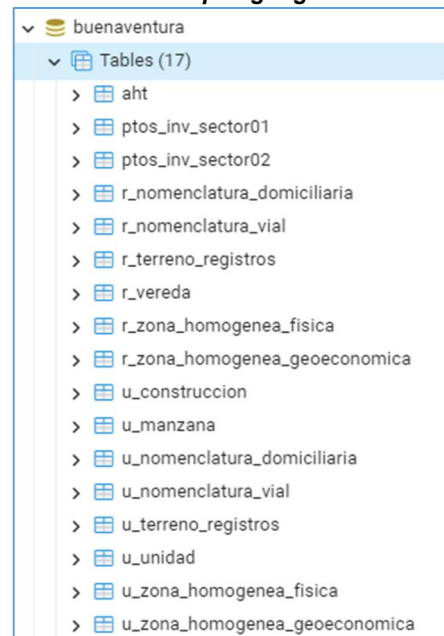 buenaventura
Tables (17)
aht
ptos_inv_sector01
ptos_inv_sector02
r_nomenclatura_domiciliaria
r_nomenclatura_vial
r_terreno_registros
r_vereda
r_zona_homogenea_fisica
r_zona_homogenea_geoeconomica
u_construccion
u_manzana
u_nomenclatura_domiciliaria
u_nomenclatura_vial
u_terreno_registros
u_unidad
u_zona_homogenea_fisica
u_zona_homogenea_geoeconomica